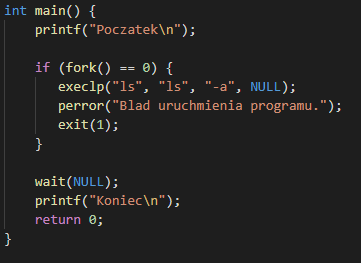 int main() {
printf("Poczatek\n");
if (fork() == 0) {
execlp("ls", "ls", "-a", NULL);
perror("Blad uruchmienia programu.");
exit(1);
}
wait(NULL);
printf("Koniec\n");
return 0;
}